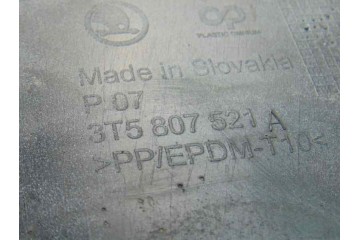 Made in Slovakia
P 07
3T5 807 521 A
>PP/EPDM-T10<